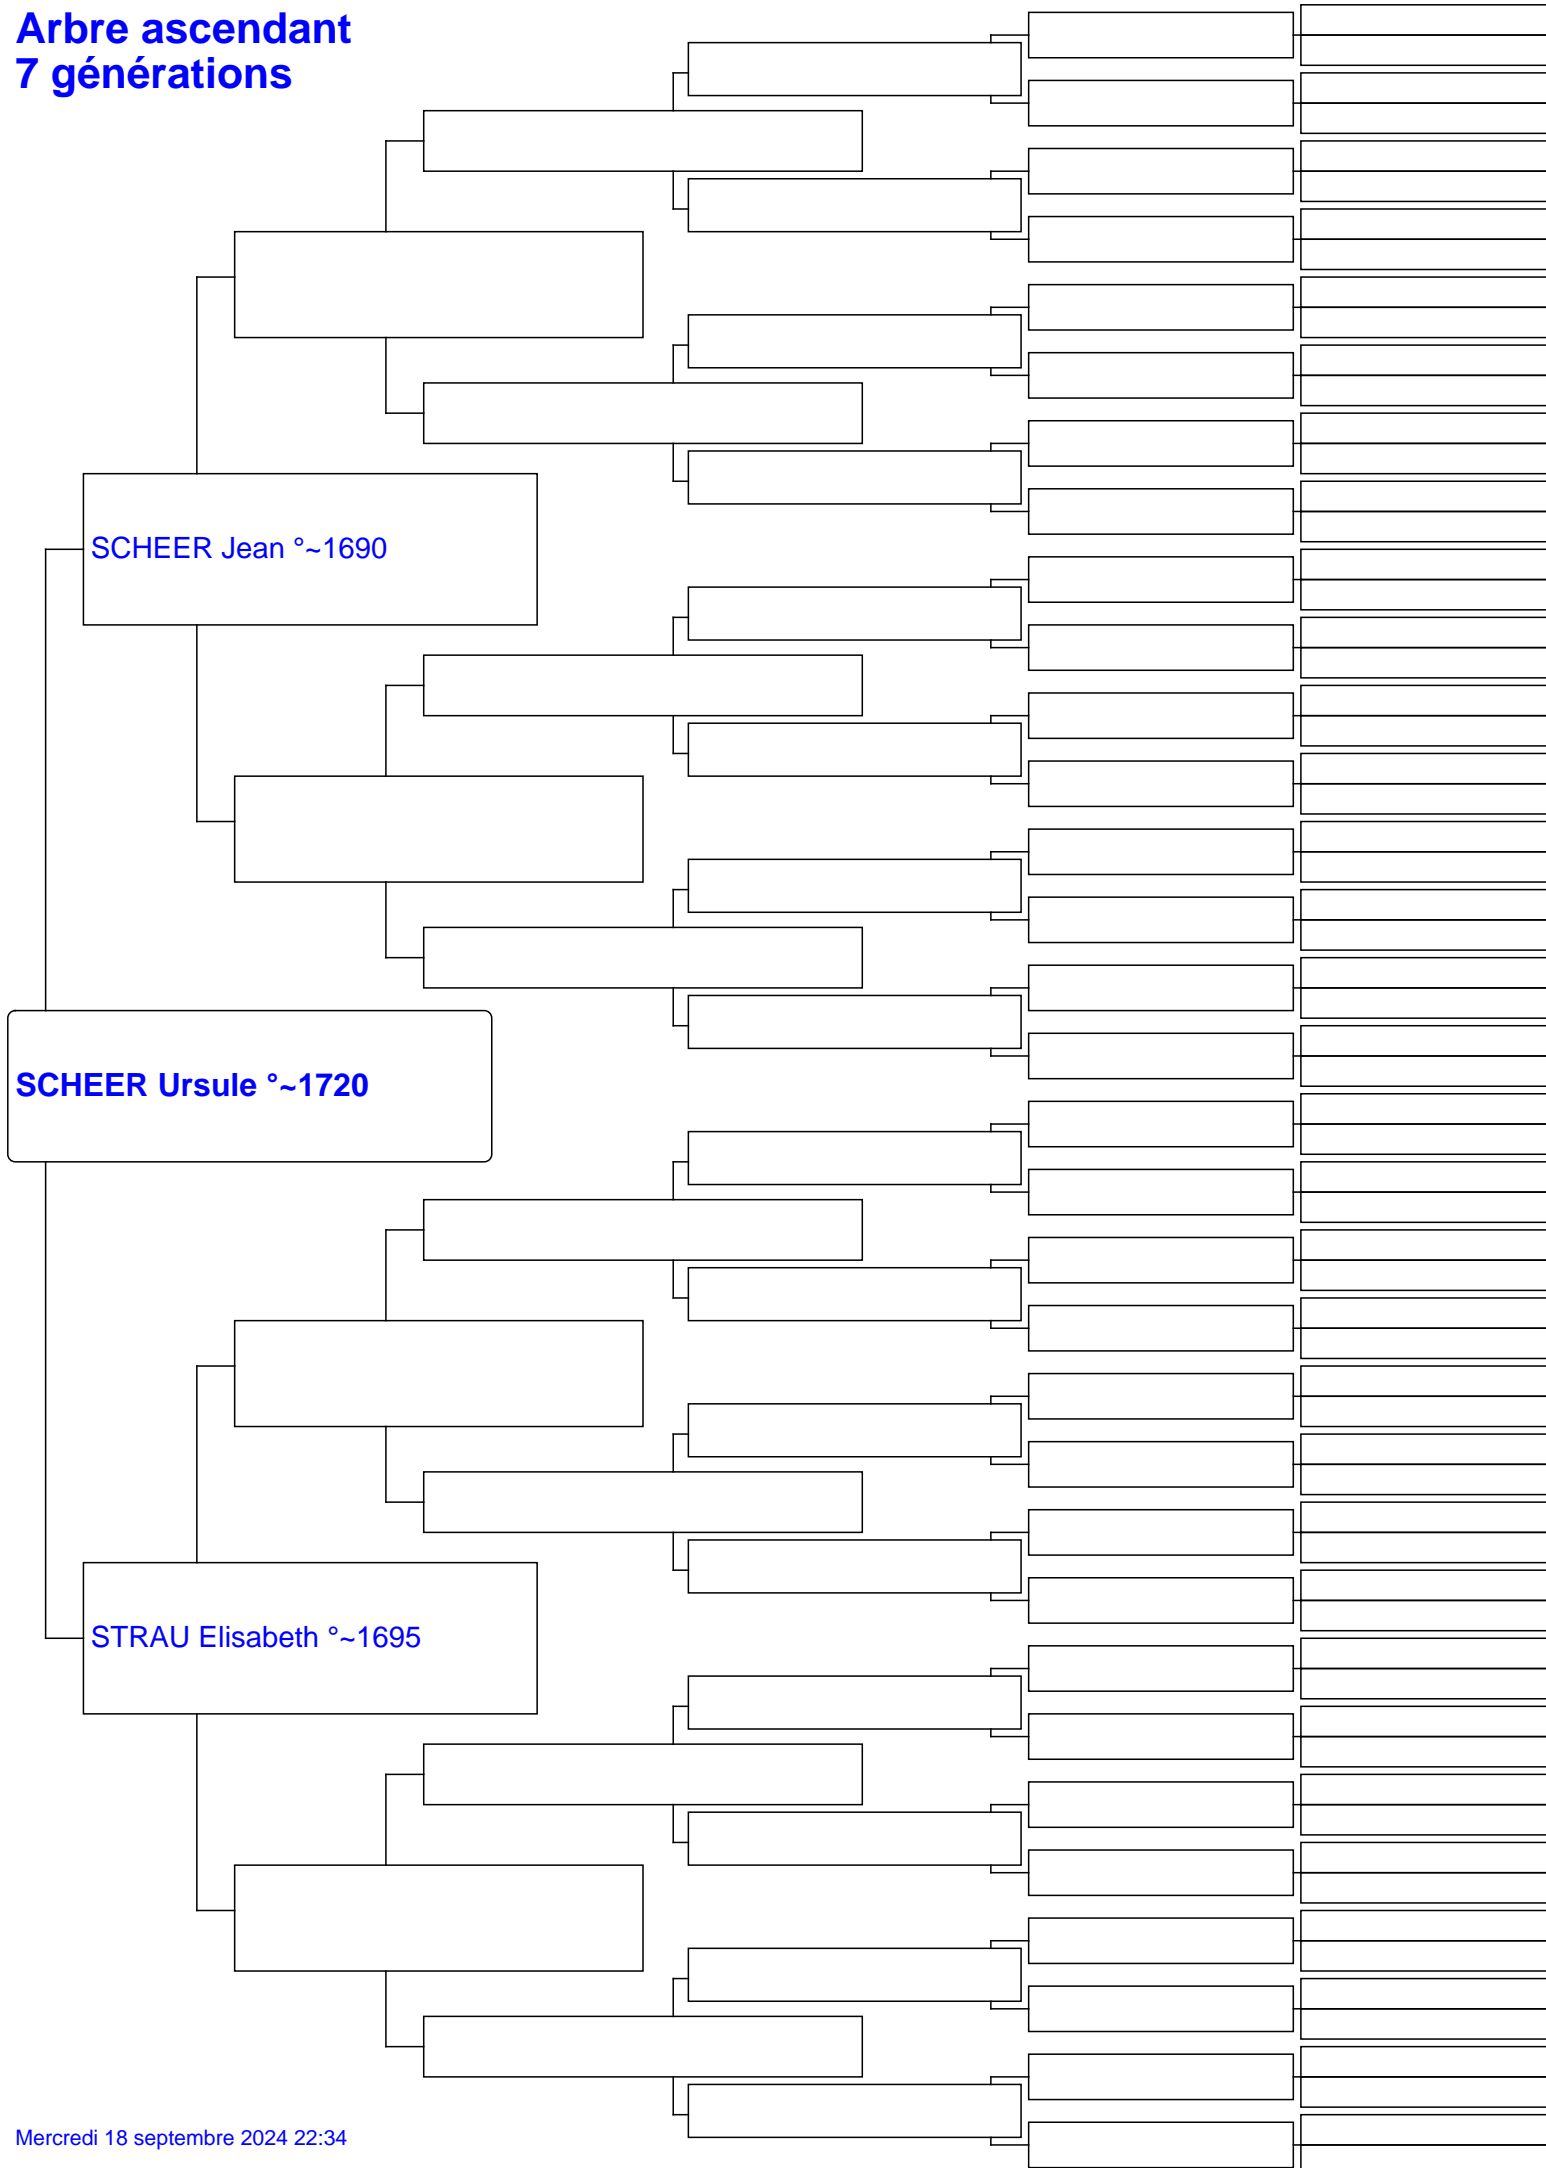 Arbre ascendant
7 générations
SCHEER Jean °~1690
SCHEER Ursule °~1720
STRAU Elisabeth °~1695
Mercredi 18 septembre 2024 22:34